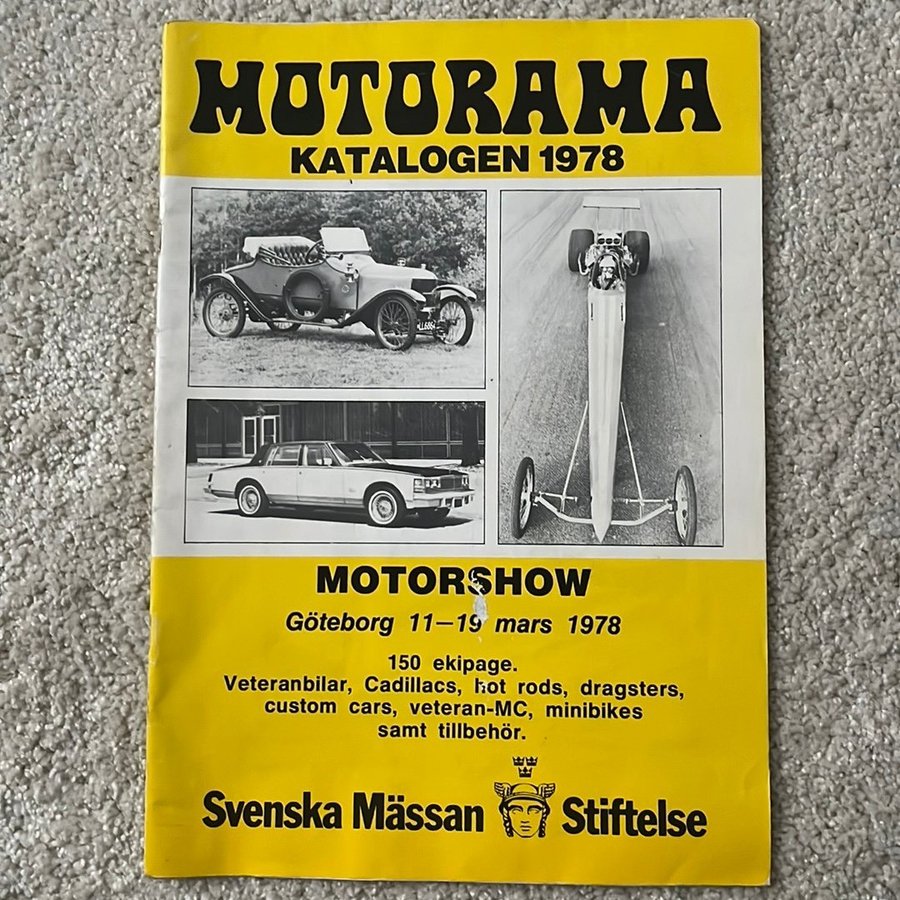 MOTORAMA
KATALOGEN 1978
MOTORSHOW
Göteborg 11–19 mars 1978
150 ekipage.
Veteranbilar, Cadillacs, hot rods, dragsters,
custom cars, veteran-MC, minibikes
samt tillbehör.
Svenska Mässan Stiftelse